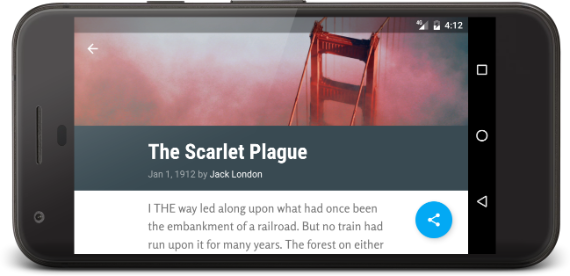 4:12
The Scarlet Plague
Jan 1, 1912 by Jack London
I THE way led along upon what had once been
the embankment of a railroad. But no train had
run upon it for many years. The forest on either